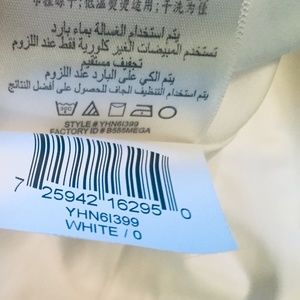 يتم استخدام الغسالة بماء بارد
تستخدم المبيضات الغير كلورية فقط عند اللزوم
تجفيف مستقيم
يتم الكي على البارد عند اللزوم
يتم استخدام التنظيف الجاف للحصول على أفضل النتائج
STYLE # YHN6I399
FACTORY ID # B555MEGA
7 25942 16295 0
YHN6I399
WHITE / 0